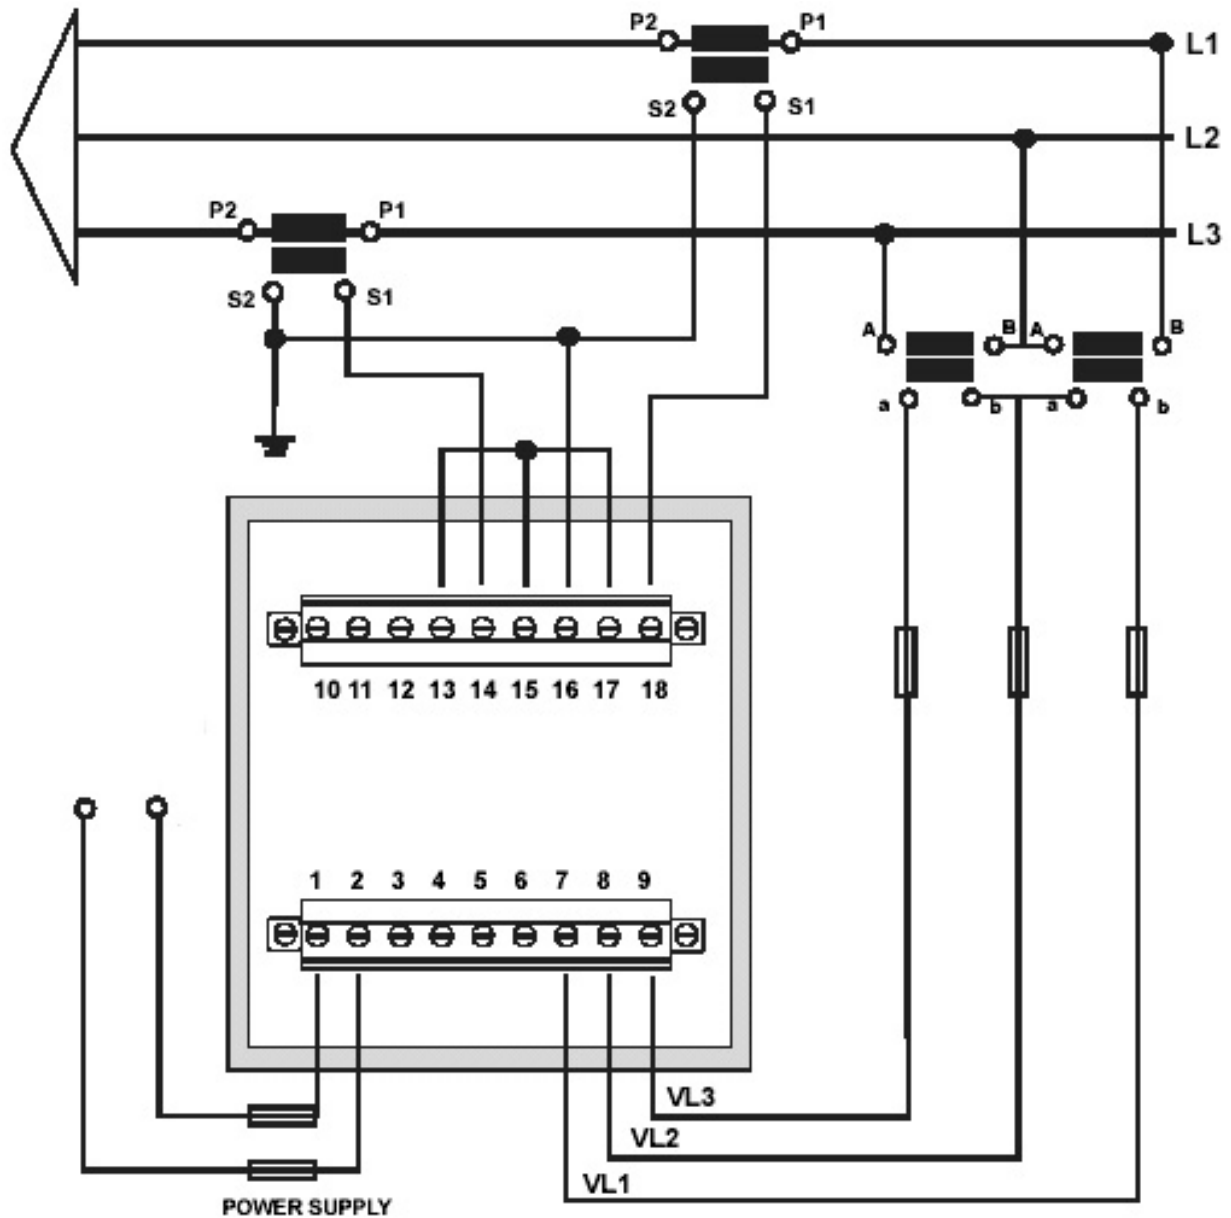 P2 P1 L1
S2 S1
L2
P2 P1
L3
S2 S1
A B A B
a b a b
10 11 12 13 14 15 16 17 18
1 2 3 4 5 6 7 8 9
VL3
VL2
VL1
POWER SUPPLY